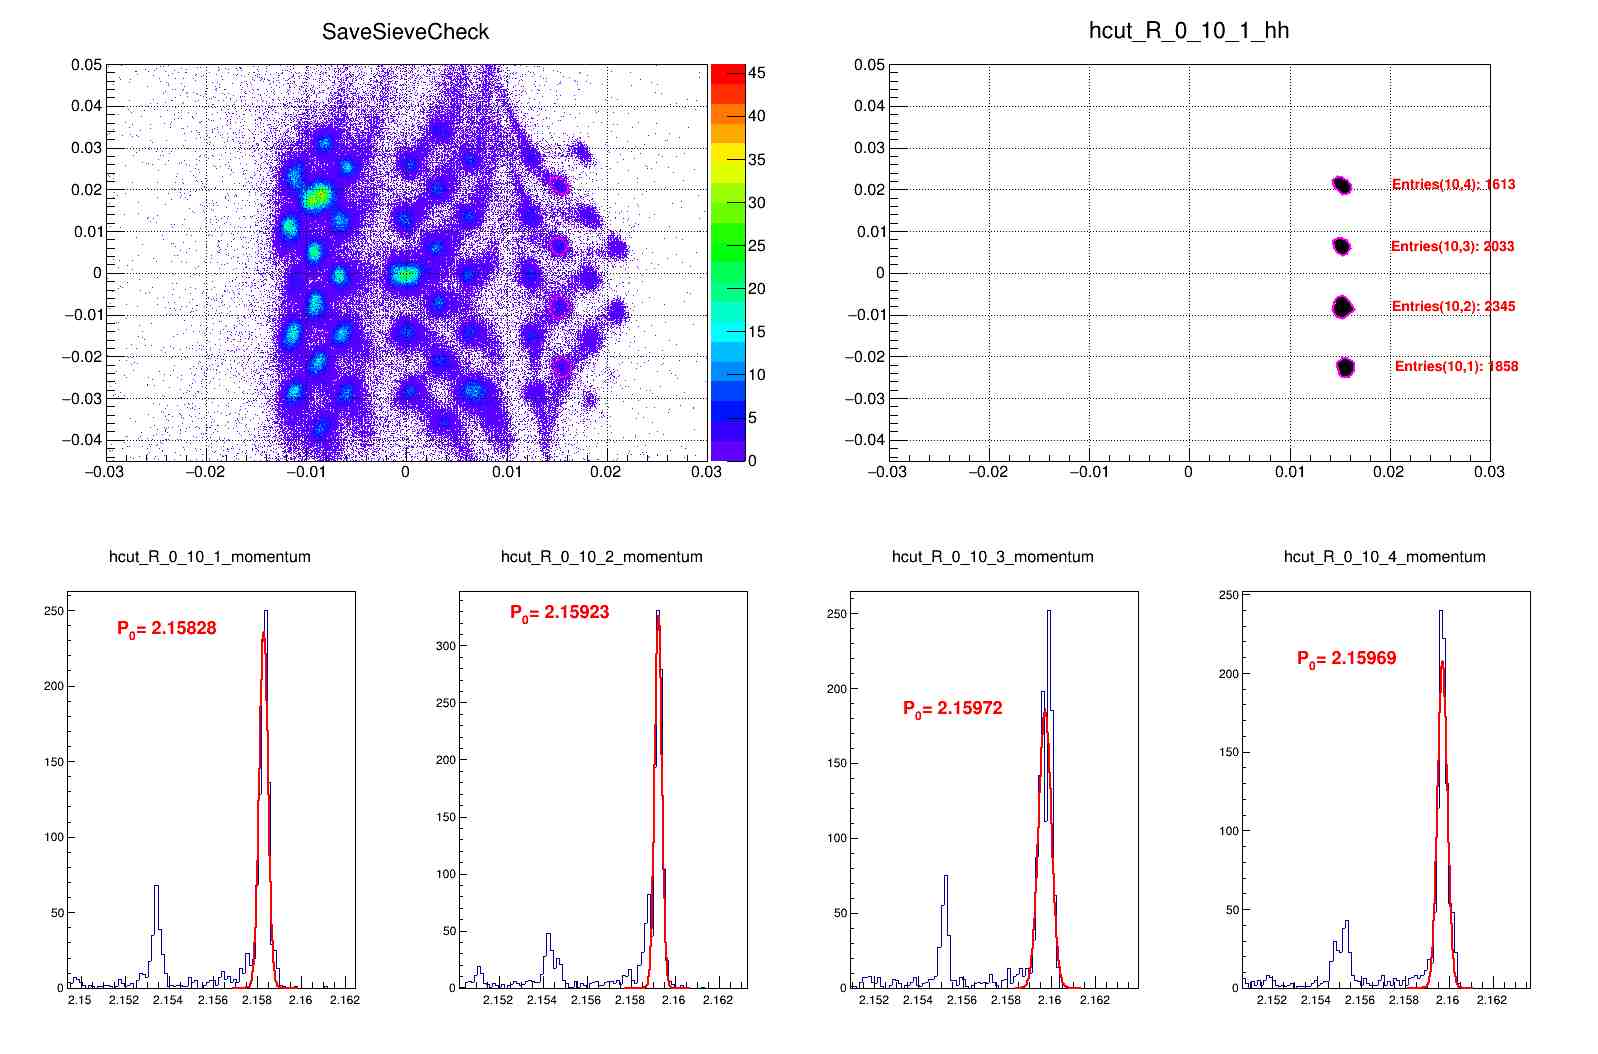 SaveSieveCheck
0.05
0.04
0.03
0.02
0.01
0
−0.01
−0.02
−0.03
−0.04
−0.03 −0.02 −0.01 0 0.01 0.02 0.03
45
40
35
30
25
20
15
10
5
0
hcut_R_0_10_1_hh
0.05
0.04
0.03
0.02
0.01
0
−0.01
−0.02
−0.03
−0.04
−0.03 −0.02 −0.01 0 0.01 0.02 0.03
Entries(10,4): 1613
Entries(10,3): 2033
Entries(10,2): 2345
Entries(10,1): 1858
hcut_R_0_10_1_momentum
P0= 2.15828
250
200
150
100
50
0
2.15 2.152 2.154 2.156 2.158 2.16 2.162
hcut_R_0_10_2_momentum
P0= 2.15923
300
250
200
150
100
50
0
2.152 2.154 2.156 2.158 2.16 2.162
hcut_R_0_10_3_momentum
P0= 2.15972
250
200
150
100
50
0
2.152 2.154 2.156 2.158 2.16 2.162
hcut_R_0_10_4_momentum
P0= 2.15969
250
200
150
100
50
0
2.152 2.154 2.156 2.158 2.16 2.162